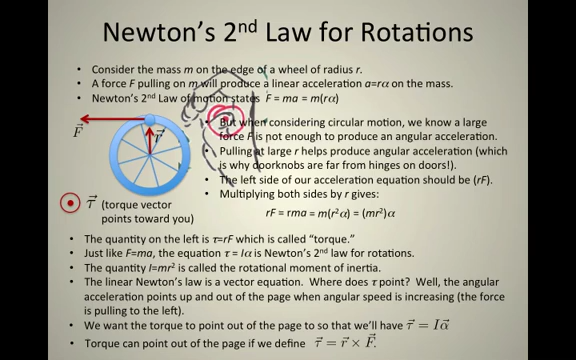 Newton's 2nd Law for Rotations
• Consider the mass m on the edge of a wheel of radius r.
• A force F pulling on m will produce a linear acceleration a=rα on the mass.
• Newton's 2nd Law of motion states F = ma = m(rα)
• But when considering circular motion, we know a large
force F is not enough to produce an angular acceleration.
• Pulling at large r helps produce angular acceleration (which
is why doorknobs are far from hinges on doors!).
• The left side of our acceleration equation should be (rF).
• Multiplying both sides by r gives:
rF = rma = m(r²α) = (mr²)α
F⃗
r⃗
τ⃗ (torque vector
points toward you)
• The quantity on the left is τ=rF which is called "torque."
• Just like F=ma, the equation τ = Iα is Newton's 2nd law for rotations.
• The quantity I=mr² is called the rotational moment of inertia.
• The linear Newton's law is a vector equation. Where does τ point? Well, the angular
acceleration points up and out of the page when angular speed is increasing (the force
is pulling to the left).
• We want the torque to point out of the page to so that we'll have τ⃗ = Iα⃗
• Torque can point out of the page if we define τ⃗ = r⃗ × F⃗.